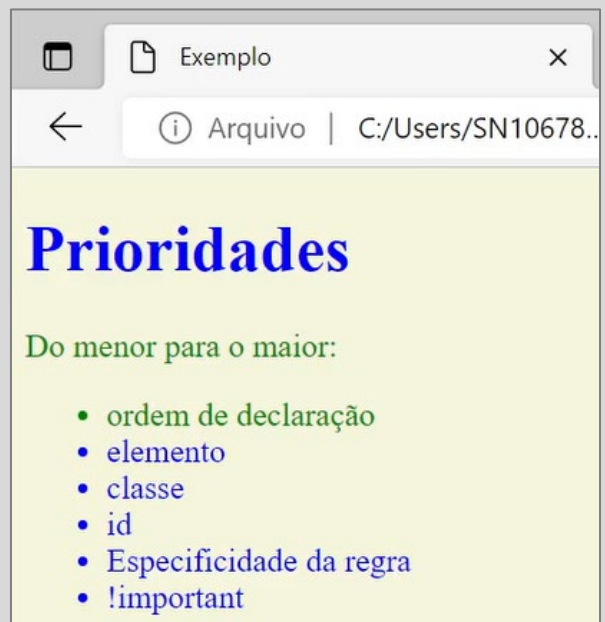 Exemplo
Arquivo | C:/Users/SN10678..
Prioridades
Do menor para o maior:
• ordem de declaração
• elemento
• classe
• id
• Especificidade da regra
• !important